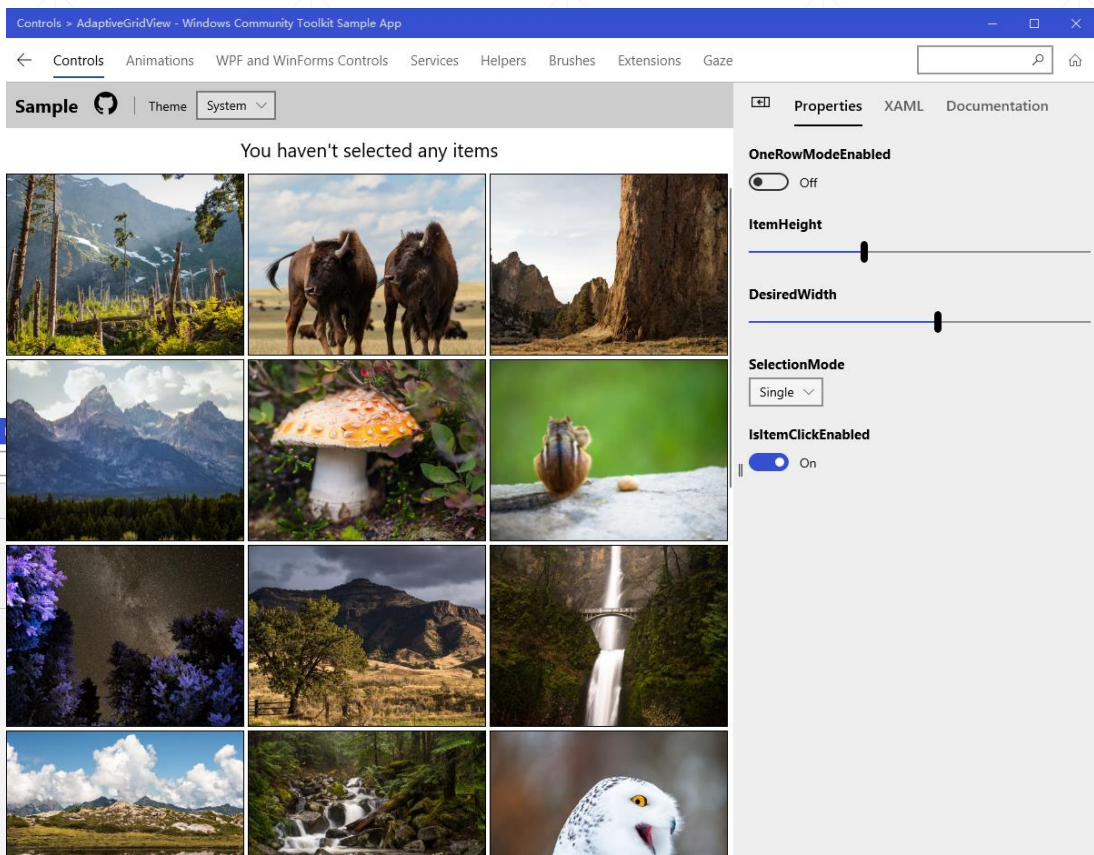 Controls > AdaptiveGridView - Windows Community Toolkit Sample App
Controls Animations WPF and WinForms Controls Services Helpers Brushes Extensions Gaze
Sample Theme System
Properties XAML Documentation
You haven't selected any items
OneRowModeEnabled
Off
ItemHeight
DesiredWidth
SelectionMode
Single
IsItemClickEnabled
On